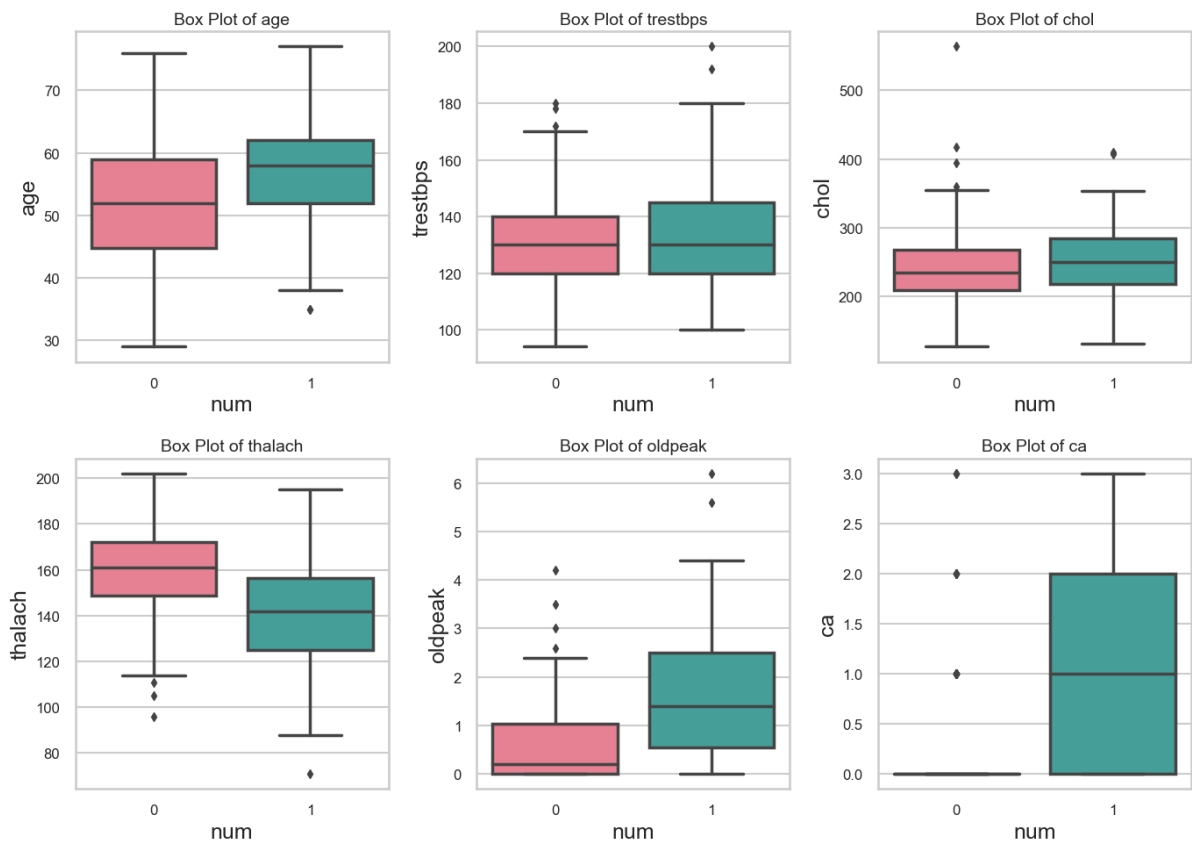 Box Plot of age
70
60
50
40
30
age
0
1
num
Box Plot of trestbps
200
180
160
140
120
100
trestbps
0
1
num
Box Plot of chol
500
400
300
200
chol
0
1
num
Box Plot of thalach
200
180
160
140
120
100
80
thalach
0
1
num
Box Plot of oldpeak
6
5
4
3
2
1
0
oldpeak
0
1
num
Box Plot of ca
3.0
2.5
2.0
1.5
1.0
0.5
0.0
ca
0
1
num